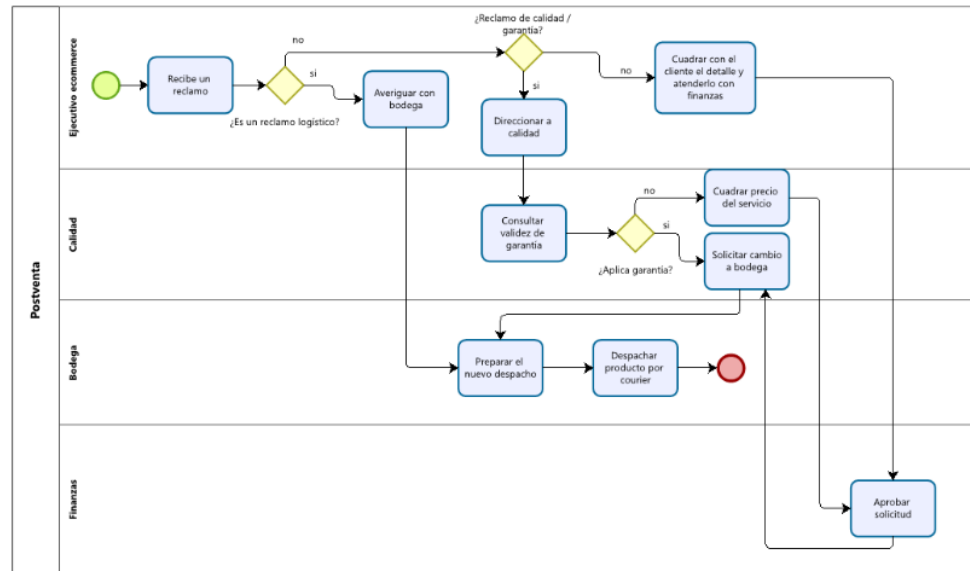 Postventa
Ejecutivo ecommerce
Recibe un
reclamo
no
si
¿Es un reclamo logístico?
Averiguar con
bodega
¿Reclamo de calidad /
garantía?
no
si
Direccionar a
calidad
Cuadrar con el
cliente el detalle y
atenderlo con
finanzas
Calidad
Consultar
validez de
garantía
no
si
¿Aplica garantía?
Cuadrar precio
del servicio
Solicitar cambio
a bodega
Bodega
Preparar el
nuevo despacho
Despachar
producto por
courier
Finanzas
Aprobar
solicitud